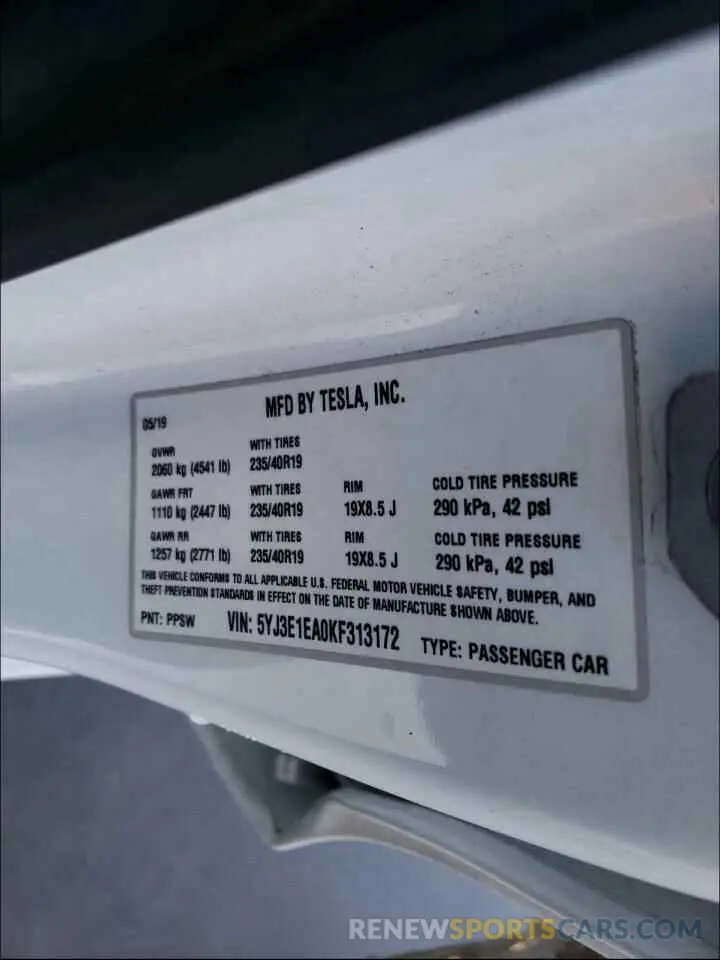 MFD BY TESLA, INC.
05/19
GVWR
2060 kg (4541 lb)
WITH TIRES
235/40R19
GAWR FRT
1110 kg (2447 lb)
WITH TIRES
235/40R19
RIM
19X8.5 J
COLD TIRE PRESSURE
290 kPa, 42 psi
GAWR RR
1257 kg (2771 lb)
WITH TIRES
235/40R19
RIM
19X8.5 J
COLD TIRE PRESSURE
290 kPa, 42 psi
THIS VEHICLE CONFORMS TO ALL APPLICABLE U.S. FEDERAL MOTOR VEHICLE SAFETY, BUMPER, AND
THEFT PREVENTION STANDARDS IN EFFECT ON THE DATE OF MANUFACTURE SHOWN ABOVE.
PNT: PPSW VIN: 5YJ3E1EA0KF313172 TYPE: PASSENGER CAR
RENEWSPORTSCARS.COM